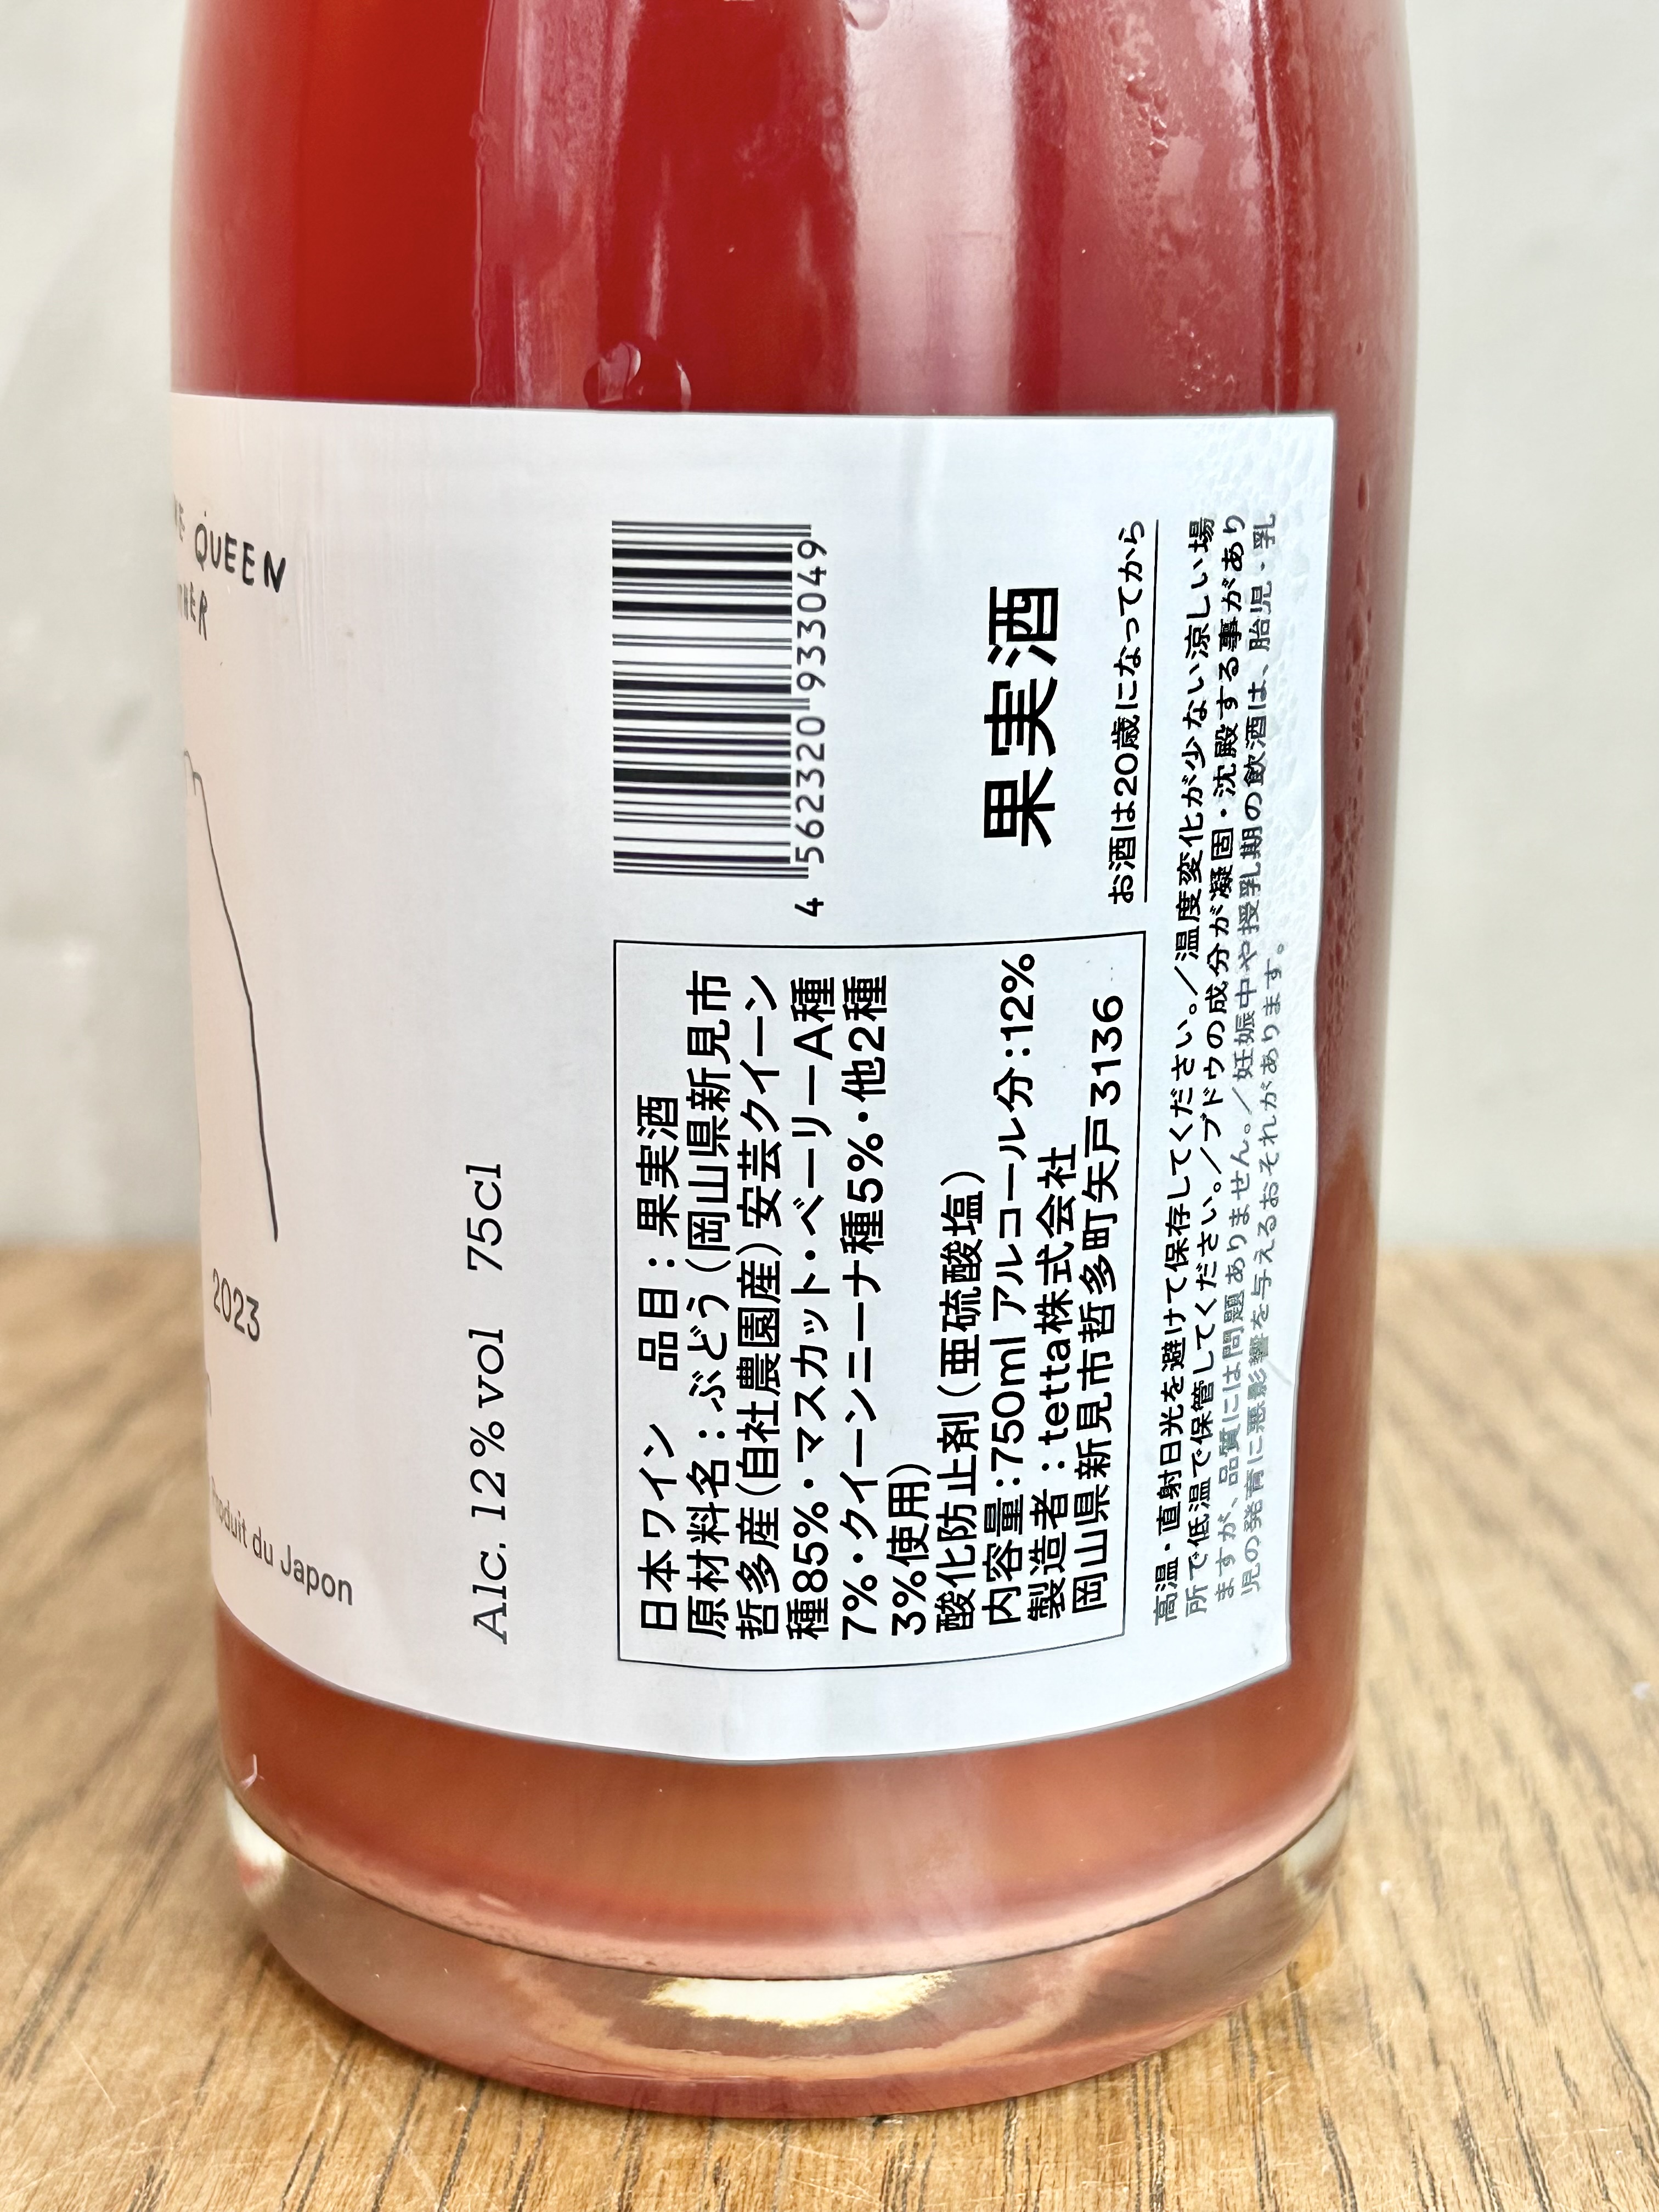 QUEEN
2023
Produit du Japon
Alc. 12% vol 75cl
日本ワイン 品目:果実酒
原材料名:ぶどう(岡山県新見市
哲多産(自社農園産)安芸クイーン
種85%・マスカット・ベーリーA種
7%・クイーンニーナ種5%・他2種
3%使用)
酸化防止剤(亜硫酸塩)
内容量:750ml アルコール分:12%
製造者:tetta株式会社
岡山県新見市哲多町矢戸3136
4 562320 933049
果実酒
お酒は20歳になってから
高温・直射日光を避けて保存してください。/温度変化が少ない涼しい場
所で低温で保管してください。/ブドウの成分が凝固・沈殿する事があり
ますが、品質には問題ありません。/妊娠中や授乳期の飲酒は、胎児・乳
児の発育に悪影響を与えるおそれがあります。